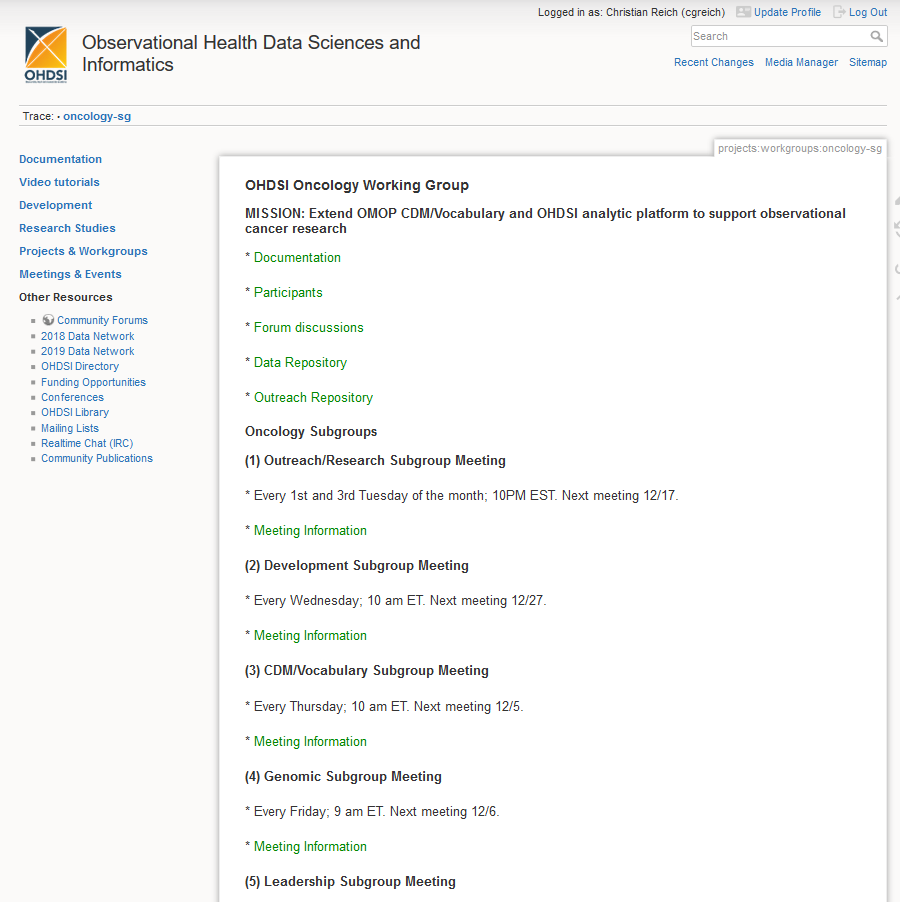 Logged in as: Christian Reich (cgreich) Update Profile Log Out
OHDSI
Observational Health Data Sciences and
Informatics
Search
Recent Changes Media Manager Sitemap
Trace: • oncology-sg
projects:workgroups:oncology-sg
Documentation
Video tutorials
Development
Research Studies
Projects & Workgroups
Meetings & Events
Other Resources
Community Forums
2018 Data Network
2019 Data Network
OHDSI Directory
Funding Opportunities
Conferences
OHDSI Library
Mailing Lists
Realtime Chat (IRC)
Community Publications
OHDSI Oncology Working Group
MISSION: Extend OMOP CDM/Vocabulary and OHDSI analytic platform to support observational
cancer research
* Documentation
* Participants
* Forum discussions
* Data Repository
* Outreach Repository
Oncology Subgroups
(1) Outreach/Research Subgroup Meeting
* Every 1st and 3rd Tuesday of the month; 10PM EST. Next meeting 12/17.
* Meeting Information
(2) Development Subgroup Meeting
* Every Wednesday; 10 am ET. Next meeting 12/27.
* Meeting Information
(3) CDM/Vocabulary Subgroup Meeting
* Every Thursday; 10 am ET. Next meeting 12/5.
* Meeting Information
(4) Genomic Subgroup Meeting
* Every Friday; 9 am ET. Next meeting 12/6.
* Meeting Information
(5) Leadership Subgroup Meeting